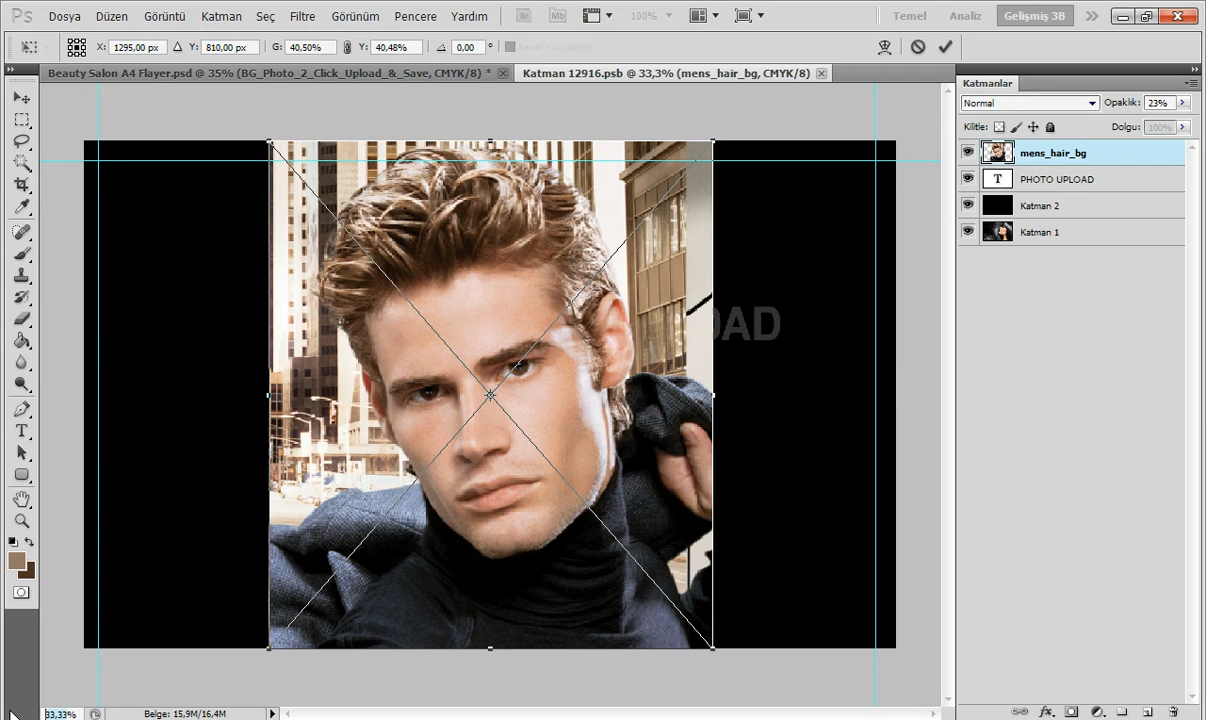 Ps Dosya Düzen Görüntü Katman Seç Filtre Görünüm Pencere Yardım Br Mb 100% Temel Analiz Gelişmiş 3B
X: 1295,00 px Y: 810,00 px G: 40,50% Y: 40,48% 0,00 °
Beauty Salon A4 Flayer.psd @ 35% (BG_Photo_2_Click_Upload_&_Save, CMYK/8) *
Katman 12916.psb @ 33,3% (mens_hair_bg, CMYK/8)
Katmanlar
Normal Opaklık: 23%
Kilitle: Dolgu: 100%
mens_hair_bg
T PHOTO UPLOAD
Katman 2
Katman 1
OAD
T
33,33% Belge: 15,9M/16,4M
fx